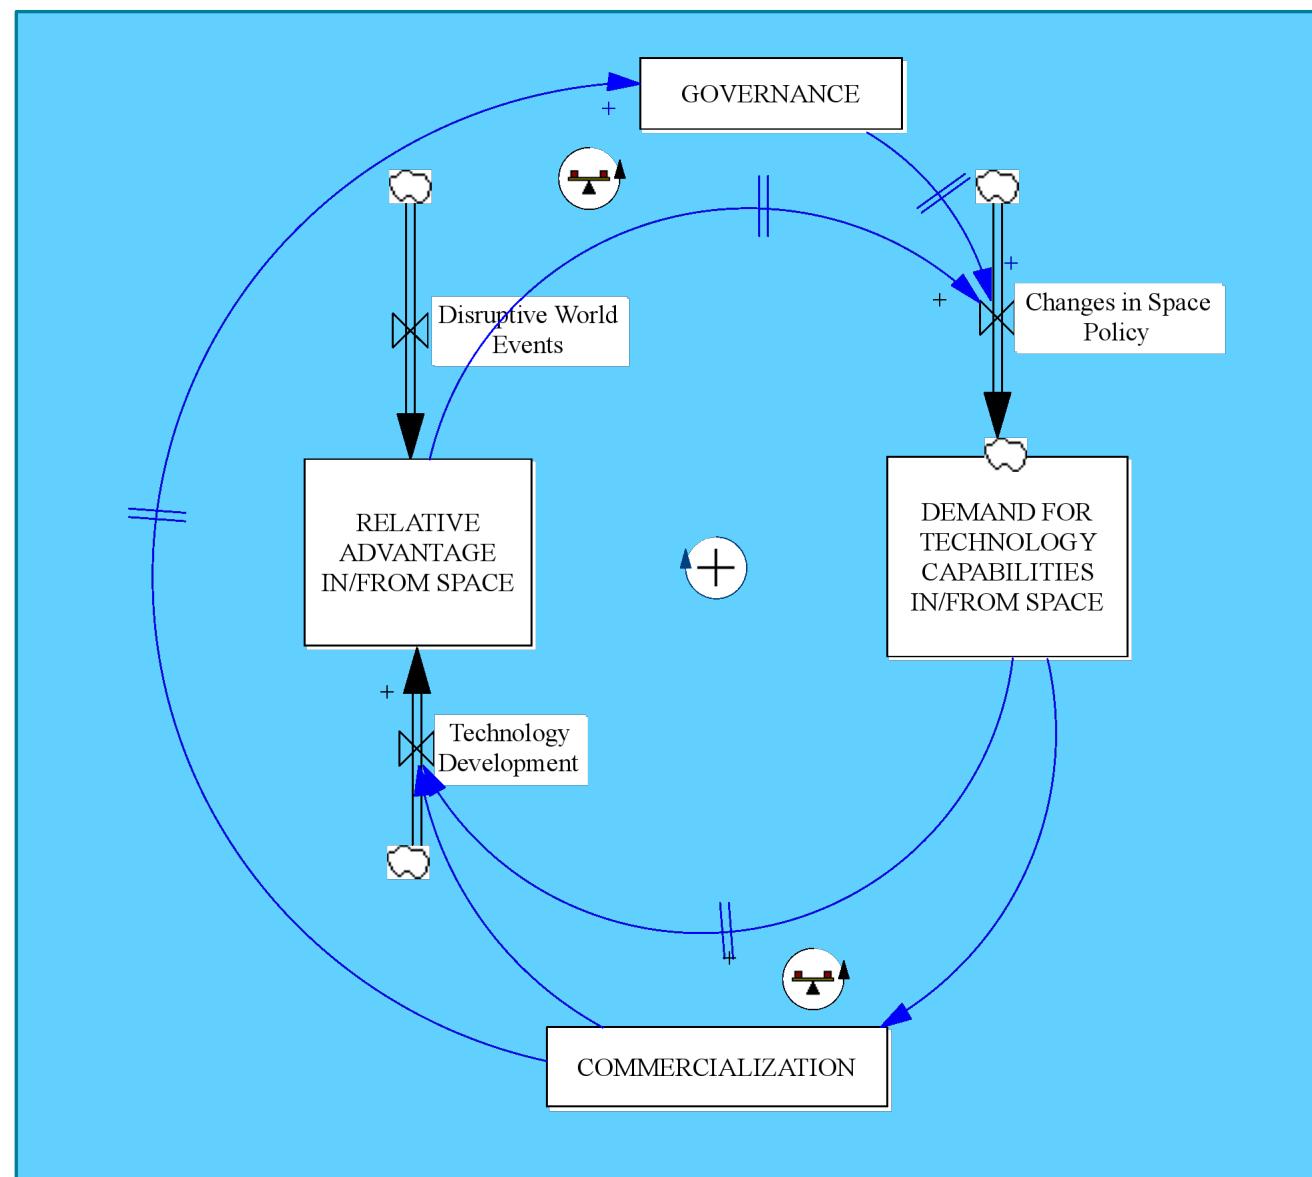 GOVERNANCE
+
+
+
Disruptive World
Events
Changes in Space
Policy
RELATIVE
ADVANTAGE
IN/FROM SPACE
+
DEMAND FOR
TECHNOLOGY
CAPABILITIES
IN/FROM SPACE
+
Technology
Development
+
COMMERCIALIZATION